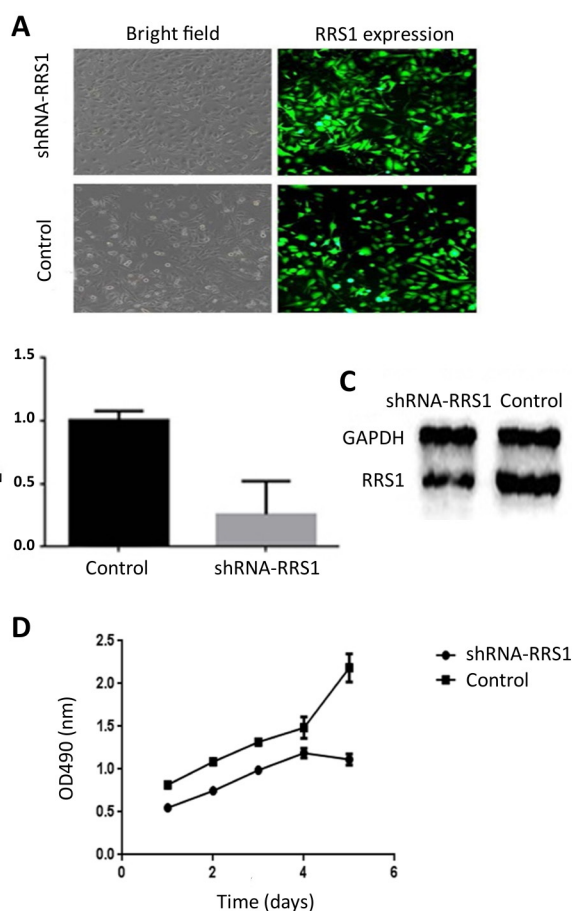 A
Bright field RRS1 expression
shRNA-RRS1
Control
1.5
1.0
0.5
0.0
Control shRNA-RRS1
C
shRNA-RRS1 Control
GAPDH
RRS1
D
2.5
2.0
1.5
1.0
0.5
0.0
OD490 (nm)
0 2 4 6
Time (days)
shRNA-RRS1
Control